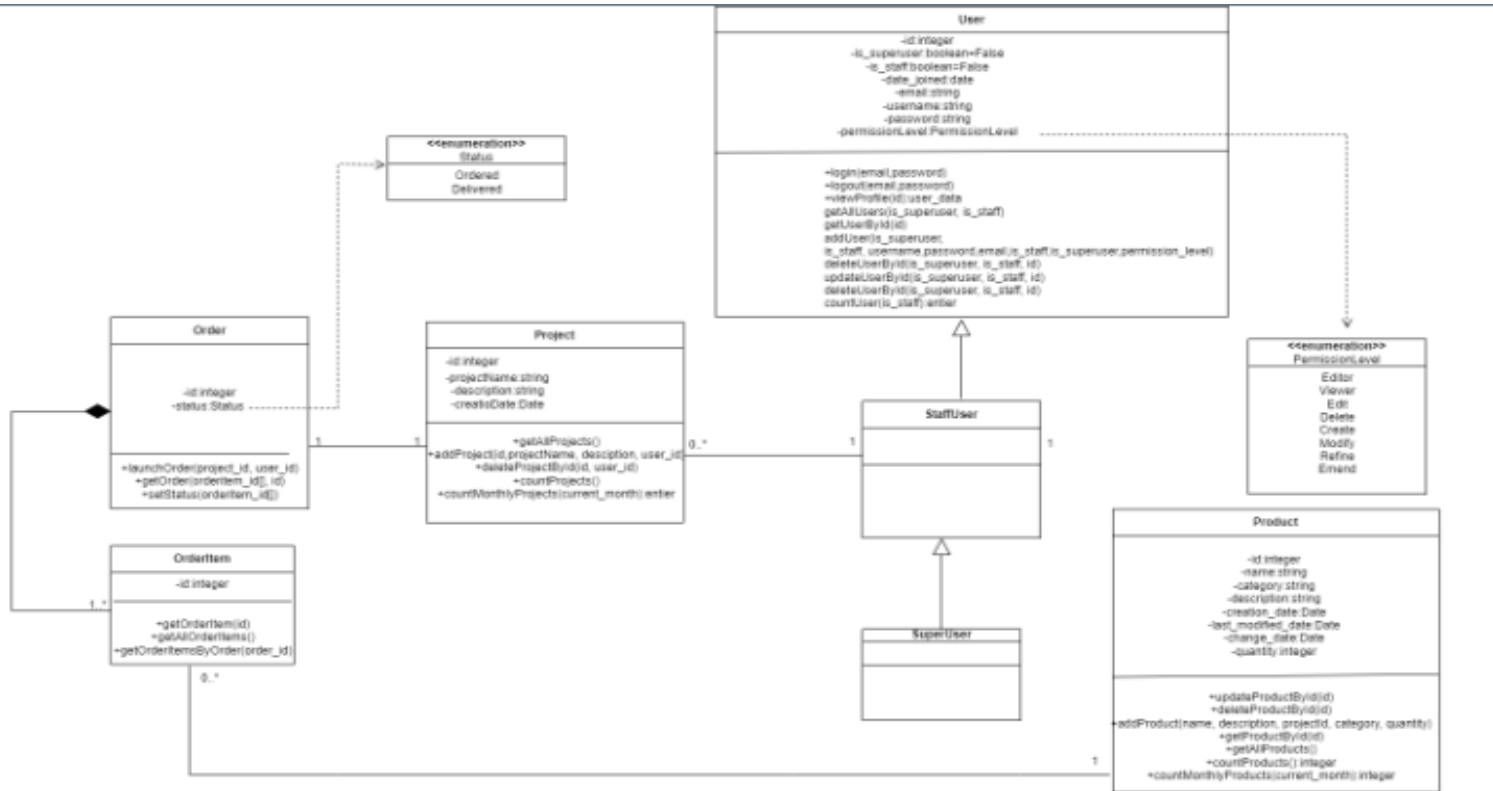 User
-id:integer
-is_superuser:boolean=False
-is_staff:boolean=False
-date_joined:date
-email:string
-username:string
-password:string
-permissionLevel:PermissionLevel
+login(email,password)
+logout(email,password)
+viewProfile(id):user_data
getAllUsers(is_superuser, is_staff)
getUserById(id)
addUser(is_superuser,
is_staff, username,password,email,is_staff,is_superuser,permission_level)
deleteUserById(is_superuser, is_staff, id)
updateUserById(is_superuser, is_staff, id)
deleteUserById(is_superuser, is_staff, id)
countUser(is_staff):entier
<<enumeration>>
Status
Ordered
Delivered
Order
-id:integer
-status:Status
+launchOrder(project_id, user_id)
+getOrder(orderitem_id[], id)
+setStatus(orderitem_id[])
1
1
Project
-id:integer
-projectName:string
-description:string
-creatioDate:Date
+getAllProjects()
+addProject(id,projectName, desciption, user_id)
+deleteProjectById(id, user_id)
+countProjects()
+countMonthlyProjects(current_month):entier
0..*
1
StaffUser
1
<<enumeration>>
PermissionLevel
Editor
Viewer
Edit
Delete
Create
Modify
Refine
Emend
OrderItem
-id:integer
+getOrderItem(id)
+getAllOrderItems()
+getOrderItemsByOrder(order_id)
1..*
0..*
SuperUser
Product
-id:integer
-name:string
-category:string
-description:string
-creation_date:Date
-last_modified_date:Date
-change_date:Date
-quantity:integer
+updateProductById(id)
+deleteProductById(id)
+addProduct(name, description, projectId, category, quantity)
+getProductById(id)
+getAllProducts()
+countProducts():integer
+countMonthlyProducts(current_month):integer
1